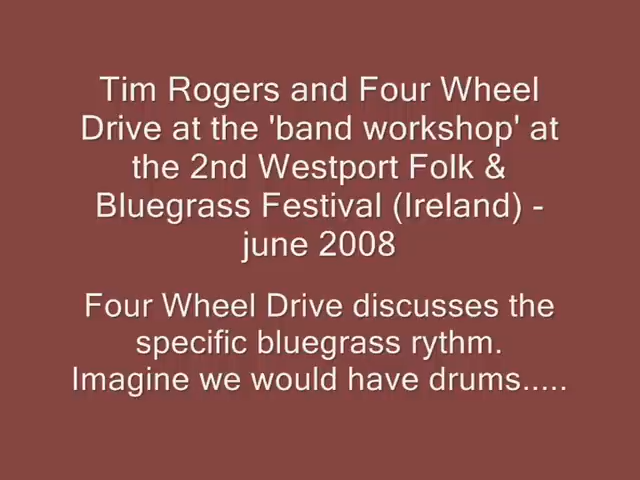 Tim Rogers and Four Wheel
Drive at the 'band workshop' at
the 2nd Westport Folk &
Bluegrass Festival (Ireland) -
june 2008
Four Wheel Drive discusses the
specific bluegrass rythm.
Imagine we would have drums.....